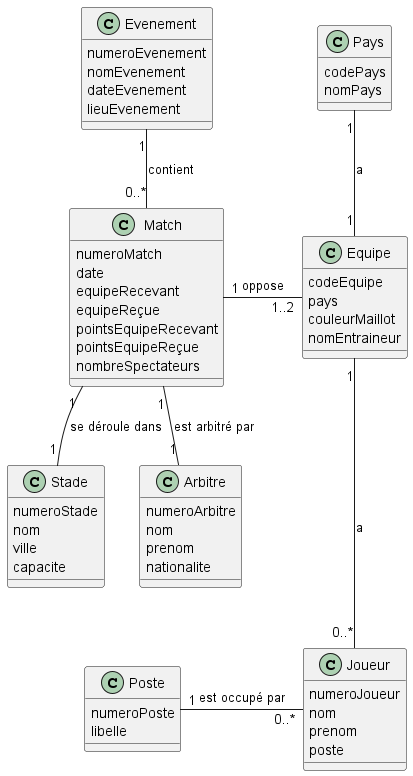 C Evenement
numeroEvenement
nomEvenement
dateEvenement
lieuEvenement
C Pays
codePays
nomPays
1
contient
0..*
1
a
1
C Match
numeroMatch
date
equipeRecevant
equipeReçue
pointsEquipeRecevant
pointsEquipeReçue
nombreSpectateurs
1 oppose
1..2
C Equipe
codeEquipe
pays
couleurMaillot
nomEntraineur
1
se déroule dans
1
1
est arbitré par
1
1
a
0..*
C Stade
numeroStade
nom
ville
capacite
C Arbitre
numeroArbitre
nom
prenom
nationalite
C Poste
numeroPoste
libelle
1 est occupé par
0..*
C Joueur
numeroJoueur
nom
prenom
poste